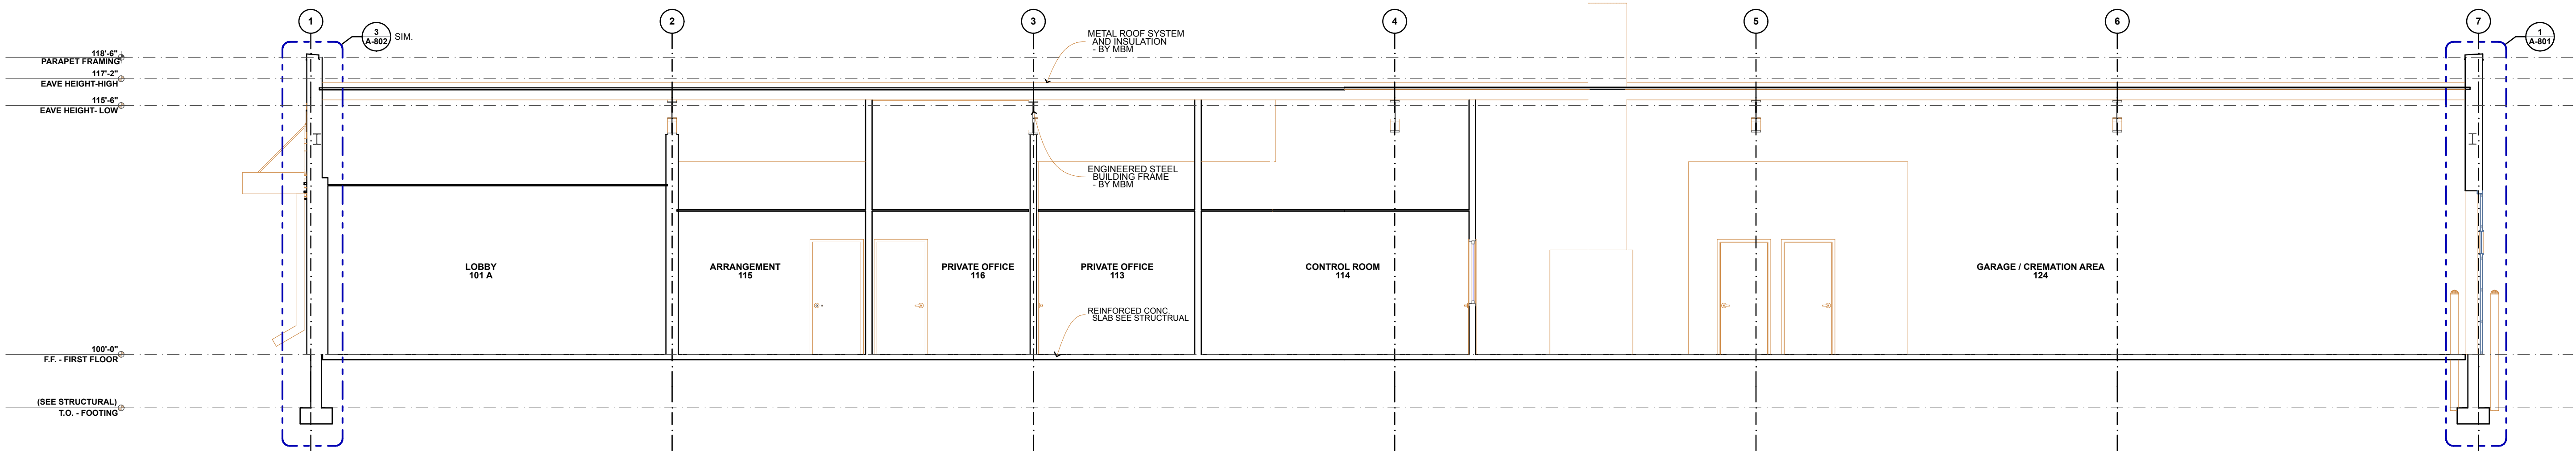 1
2
3
4
5
6
7
3
A-802
SIM.
1
A-801
METAL ROOF SYSTEM
AND INSULATION
- BY MBM
118'-6"
PARAPET FRAMING
117'-2"
EAVE HEIGHT-HIGH
115'-6"
EAVE HEIGHT- LOW
ENGINEERED STEEL
BUILDING FRAME
- BY MBM
LOBBY
101 A
ARRANGEMENT
115
PRIVATE OFFICE
116
PRIVATE OFFICE
113
CONTROL ROOM
114
GARAGE / CREMATION AREA
124
REINFORCED CONC.
SLAB SEE STRUCTRUAL
100'-0"
F.F. - FIRST FLOOR
(SEE STRUCTURAL)
T.O. - FOOTING